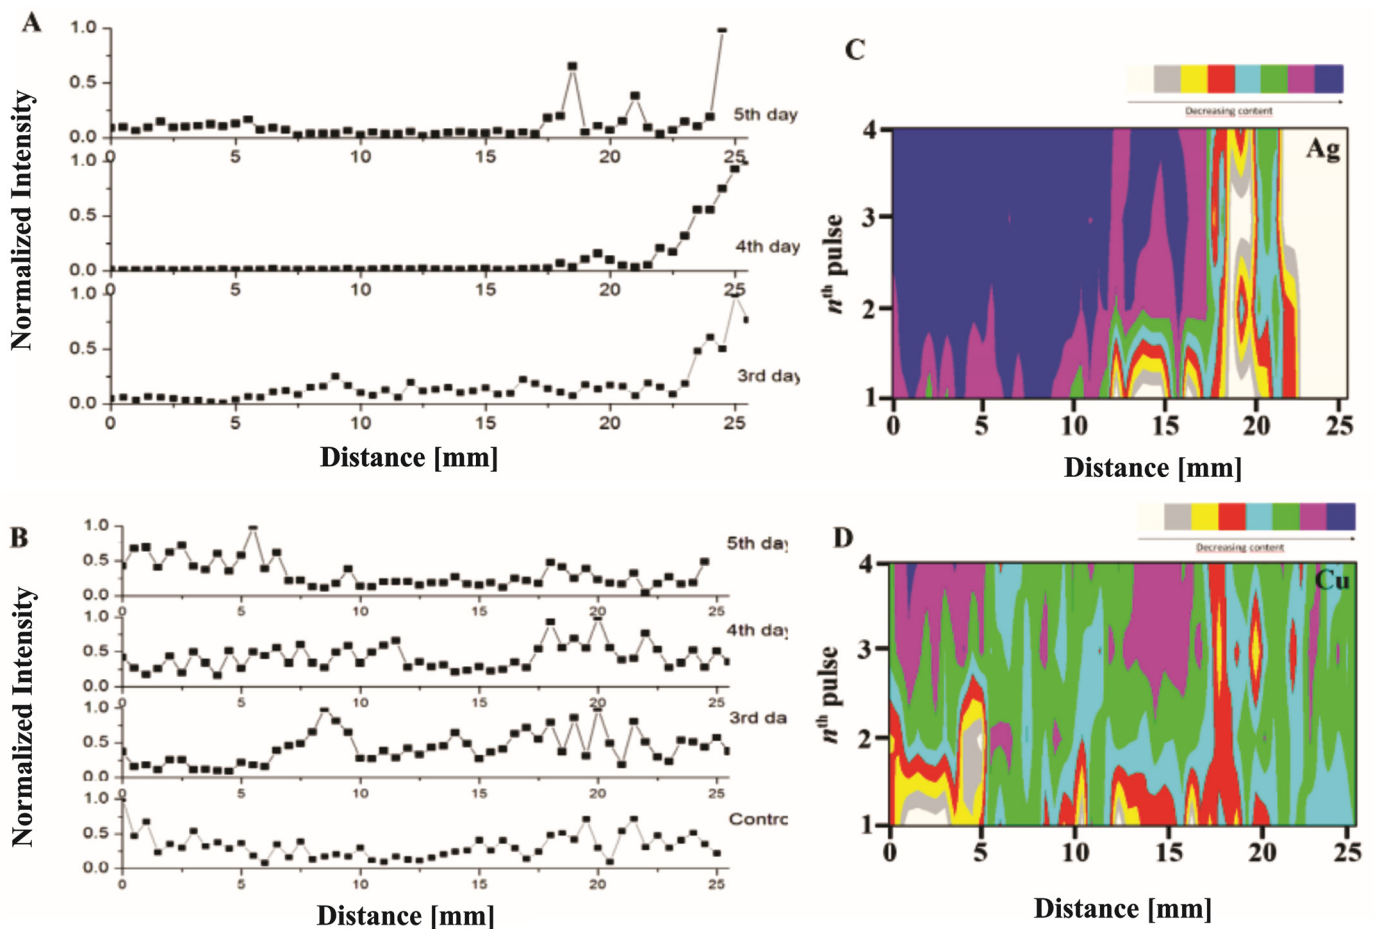 A
Normalized Intensity
1.0
0.5
0.0
5th day
0 5 10 15 20 25
1.0
0.5
0.0
4th day
0 5 10 15 20 25
1.0
0.5
0.0
3rd day
0 5 10 15 20 25
Distance [mm]
C
Decreasing content
Ag
nth pulse
4
3
2
1
0 5 10 15 20 25
Distance [mm]
B
Normalized Intensity
1.0
0.5
0.0
5th day
0 5 10 15 20 25
1.0
0.5
0.0
4th day
0 5 10 15 20 25
1.0
0.5
0.0
3rd da
0 5 10 15 20 25
1.0
0.5
0.0
Contro
0 5 10 15 20 25
Distance [mm]
D
Decreasing content
Cu
nth pulse
4
3
2
1
0 5 10 15 20 25
Distance [mm]